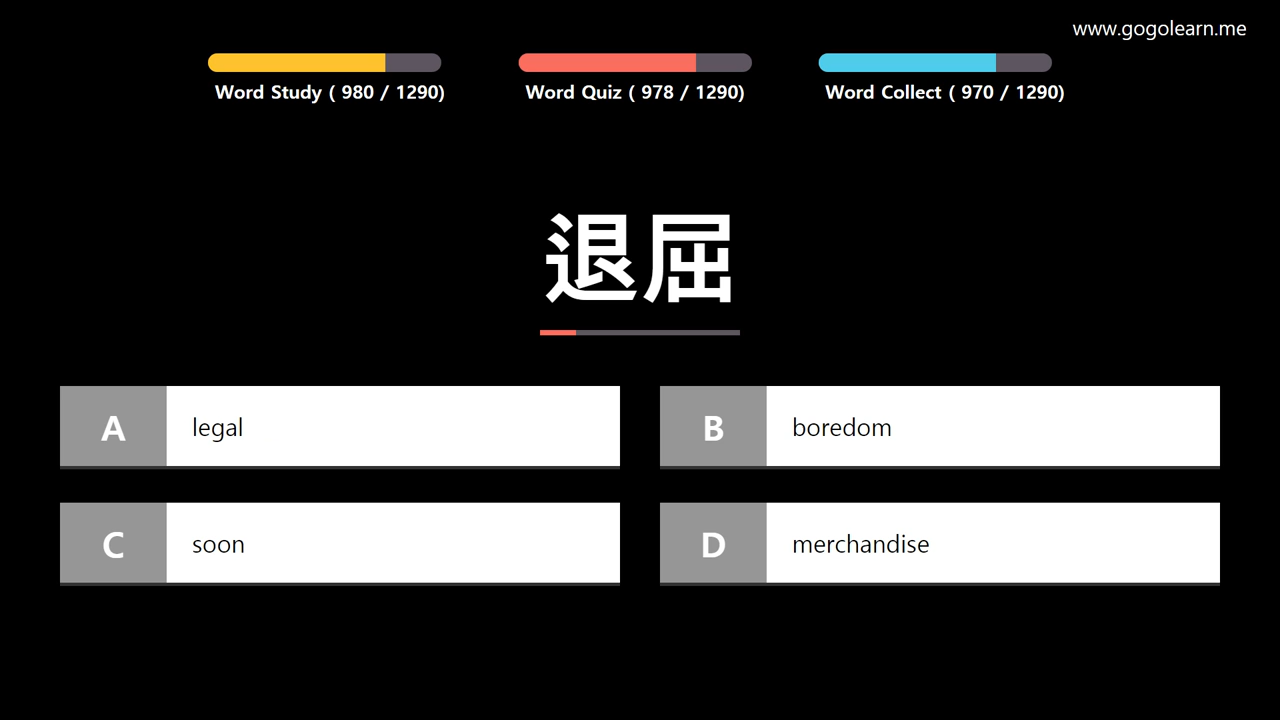 www.gogolearn.me
Word Study ( 980 / 1290)
Word Quiz ( 978 / 1290)
Word Collect ( 970 / 1290)
退屈
A legal
B boredom
C soon
D merchandise